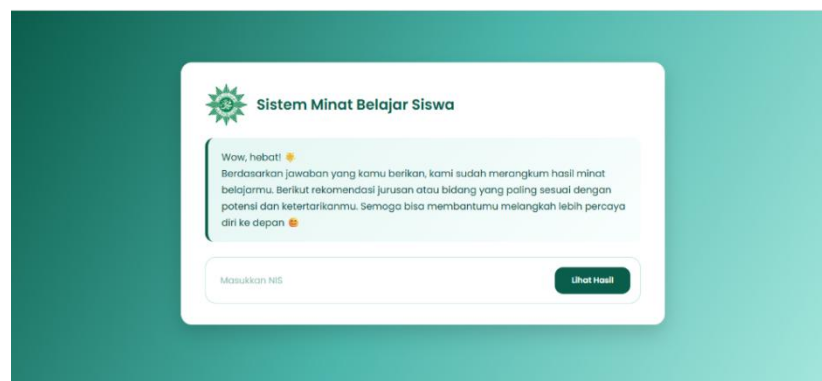 Sistem Minat Belajar Siswa
Wow, hebat! 🌟
Berdasarkan jawaban yang kamu berikan, kami sudah merangkum hasil minat
belajarmu. Berikut rekomendasi jurusan atau bidang yang paling sesuai dengan
potensi dan ketertarikanmu. Semoga bisa membantumu melangkah lebih percaya
diri ke depan 😊
Masukkan NIS
Lihat Hasil